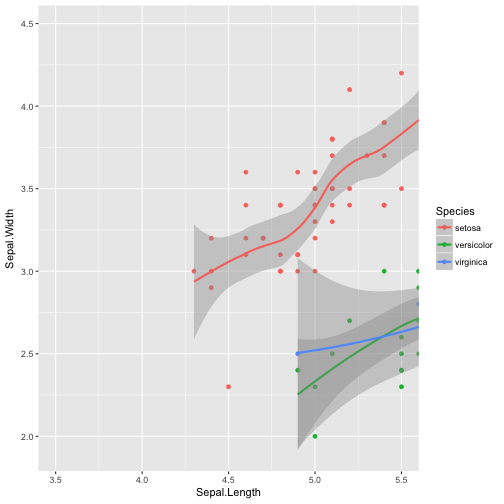 4.5
4.0
3.5
3.0
2.5
2.0
Sepal.Width
3.5 4.0 4.5 5.0 5.5
Sepal.Length
Species
setosa
versicolor
virginica